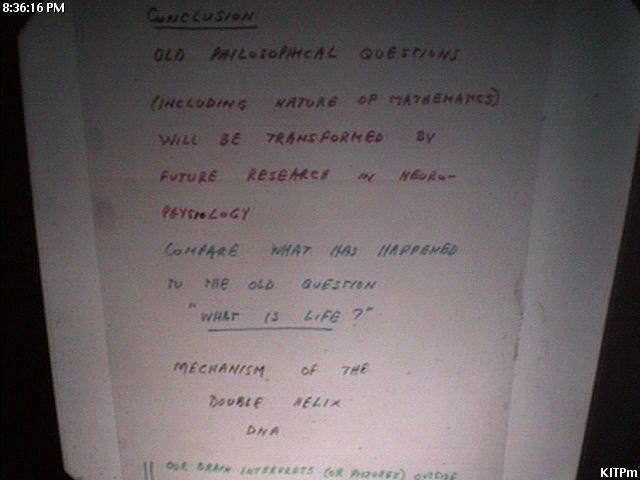 8:36:16 PM
CONCLUSION
OLD PHILOSOPHICAL QUESTIONS
(INCLUDING NATURE OF MATHEMATICS)
WILL BE TRANSFORMED BY
FUTURE RESEARCH IN NEURO-
PHYSIOLOGY
COMPARE WHAT HAS HAPPENED
TO THE OLD QUESTION
"WHAT IS LIFE?"
MECHANISM OF THE
DOUBLE HELIX
DNA
OUR BRAIN INTERPRETS (OR PICTURES) OUTSIDE
KITPm